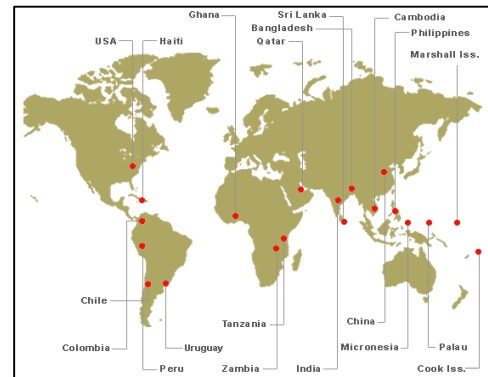 Ghana
Sri Lanka
Cambodia
Bangladesh
Philippines
USA
Haiti
Qatar
Marshall Iss.
Chile
Tanzania
China
Colombia
Uruguay
Micronesia
Palau
Peru
Zambia
India
Cook Iss.